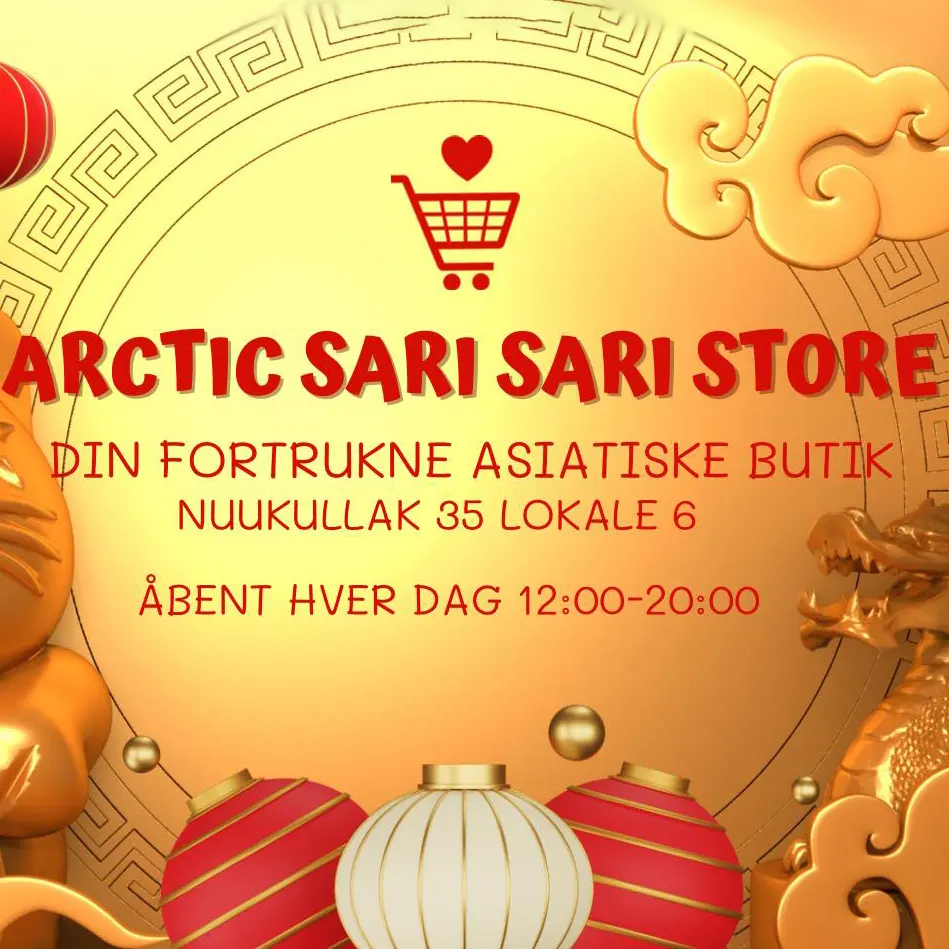 ARCTIC SARI SARI STORE
DIN FORTRUKNE ASIATISKE BUTIK
NUUKULLAK 35 LOKALE 6
ÅBENT HVER DAG 12:00-20:00